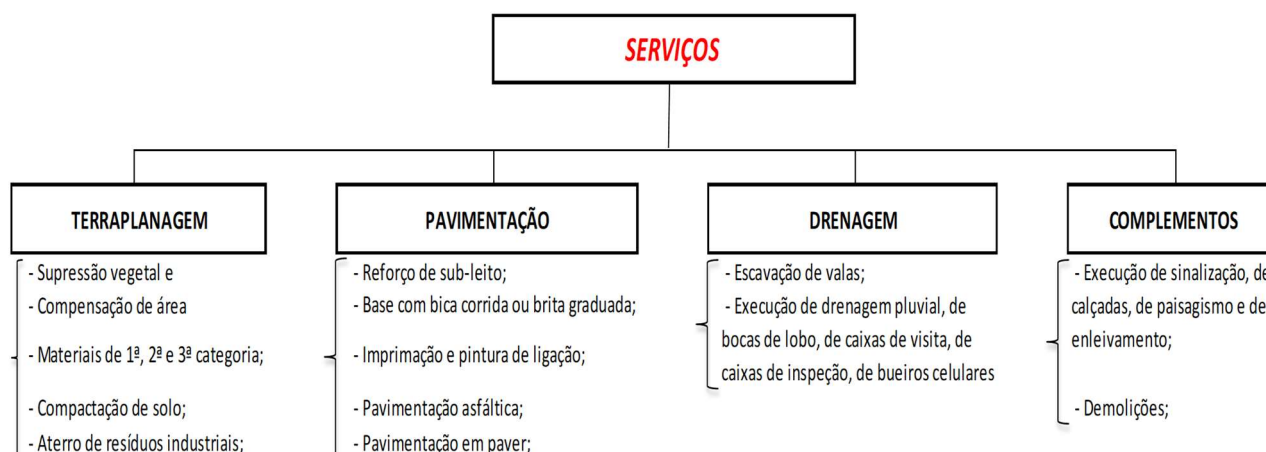 SERVIÇOS
TERRAPLANAGEM
- Supressão vegetal e
- Compensação de área
- Materiais de 1ª, 2ª e 3ª categoria;
- Compactação de solo;
- Aterro de resíduos industriais;
PAVIMENTAÇÃO
- Reforço de sub-leito;
- Base com bica corrida ou brita graduada;
- Imprimação e pintura de ligação;
- Pavimentação asfáltica;
- Pavimentação em paver;
DRENAGEM
- Escavação de valas;
- Execução de drenagem pluvial, de
bocas de lobo, de caixas de visita, de
caixas de inspeção, de bueiros celulares
COMPLEMENTOS
- Execução de sinalização, de
calçadas, de paisagismo e de
enleivamento;
- Demolições;